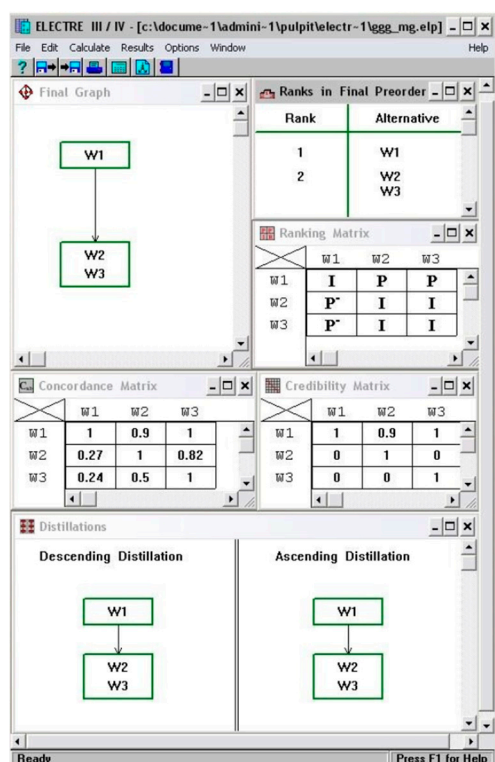 ELECTRE III / IV - [c:\docume~1\admini~1\pulpit\electr~1\ggg_mg.elp]
File Edit Calculate Results Options Window Help
Final Graph
W1
W2
W3
Ranks in Final Preorder
Rank Alternative
1 W1
2 W2
W3
Ranking Matrix
W1 W2 W3
W1 I P P
W2 P⁻ I I
W3 P⁻ I I
Concordance Matrix
W1 W2 W3
W1 1 0.9 1
W2 0.27 1 0.82
W3 0.24 0.5 1
Credibility Matrix
W1 W2 W3
W1 1 0.9 1
W2 0 1 0
W3 0 0 1
Distillations
Descending Distillation
W1
W2
W3
Ascending Distillation
W1
W2
W3
Ready Press F1 for Help